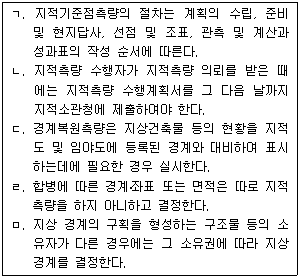 ㄱ. 지적기준점측량의 절차는 계획의 수립, 준비
및 현지답사, 선점 및 조표, 관측 및 계산과
성과표의 작성 순서에 따른다.
ㄴ. 지적측량 수행자가 지적측량 의뢰를 받은 때
에는 지적측량 수행계획서를 그 다음 날까지
지적소관청에 제출하여야 한다.
ㄷ. 경계복원측량은 지상건축물 등의 현황을 지적
도 및 임야도에 등록된 경계와 대비하여 표시
하는데에 필요한 경우 실시한다.
ㄹ. 합병에 따른 경계좌표 또는 면적은 따로 지적
측량을 하지 아니하고 결정한다.
ㅁ. 지상 경계의 구획을 형성하는 구조물 등의 소
유자가 다른 경우에는 그 소유권에 따라 지상
경계를 결정한다.